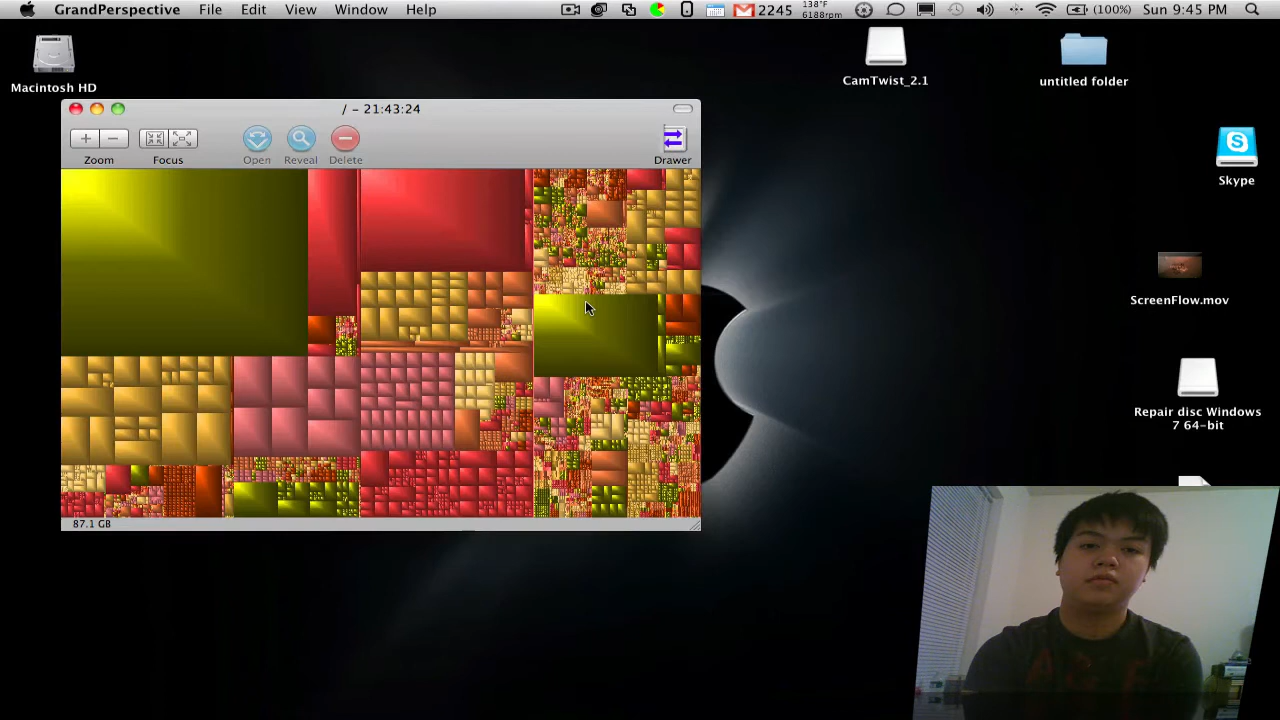 GrandPerspective File Edit View Window Help
2245
138°F
6188rpm
(100%)
Sun 9:45 PM
Macintosh HD
CamTwist_2.1
untitled folder
/ - 21:43:24
Zoom
Focus
Open
Reveal
Delete
Drawer
Skype
ScreenFlow.mov
Repair disc Windows
7 64-bit
87.1 GB